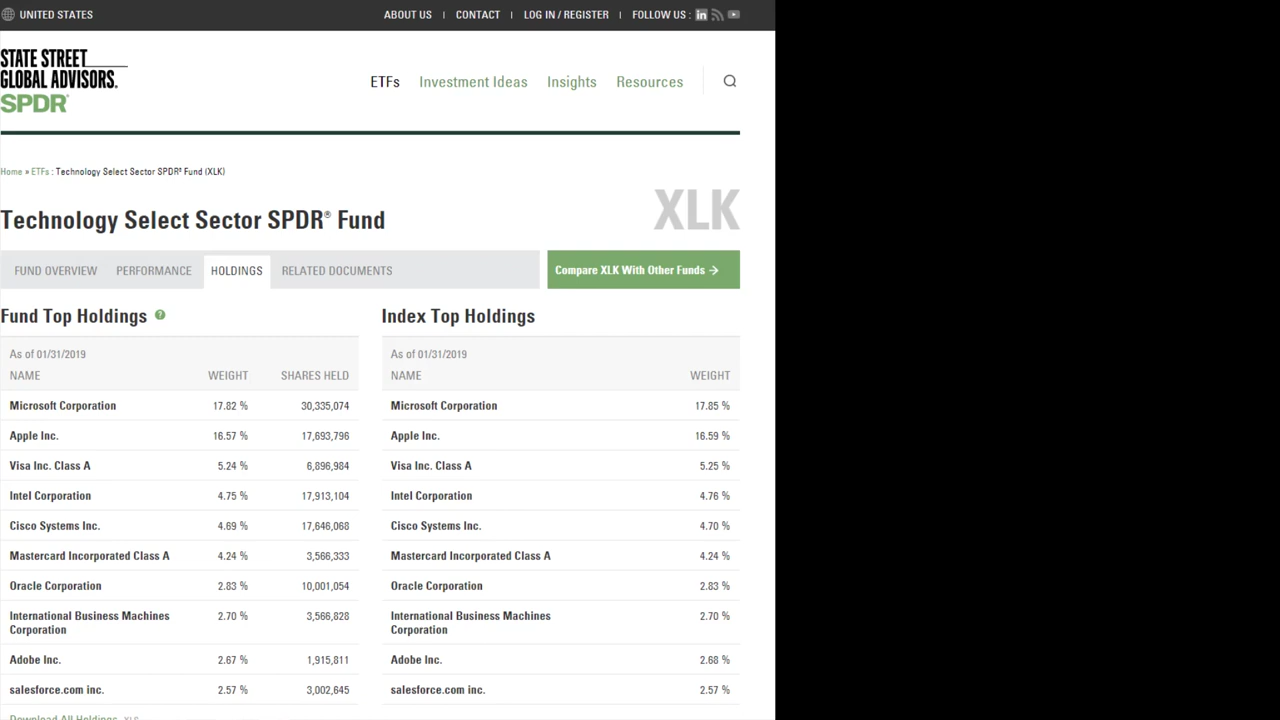 UNITED STATES
ABOUT US | CONTACT | LOG IN / REGISTER | FOLLOW US : in
STATE STREET
GLOBAL ADVISORS.
SPDR®
ETFs Investment Ideas Insights Resources
Home » ETFs : Technology Select Sector SPDR® Fund (XLK)
XLK
Technology Select Sector SPDR® Fund
FUND OVERVIEW PERFORMANCE HOLDINGS RELATED DOCUMENTS
Compare XLK With Other Funds →
Fund Top Holdings ?
As of 01/31/2019
NAME WEIGHT SHARES HELD
Microsoft Corporation 17.82 % 30,335,074
Apple Inc. 16.57 % 17,693,796
Visa Inc. Class A 5.24 % 6,896,984
Intel Corporation 4.75 % 17,913,104
Cisco Systems Inc. 4.69 % 17,646,068
Mastercard Incorporated Class A 4.24 % 3,566,333
Oracle Corporation 2.83 % 10,001,054
International Business Machines 2.70 % 3,566,828
Corporation
Adobe Inc. 2.67 % 1,915,811
salesforce.com inc. 2.57 % 3,002,645
Download All Holdings XLS
Index Top Holdings
As of 01/31/2019
NAME WEIGHT
Microsoft Corporation 17.85 %
Apple Inc. 16.59 %
Visa Inc. Class A 5.25 %
Intel Corporation 4.76 %
Cisco Systems Inc. 4.70 %
Mastercard Incorporated Class A 4.24 %
Oracle Corporation 2.83 %
International Business Machines 2.70 %
Corporation
Adobe Inc. 2.68 %
salesforce.com inc. 2.57 %